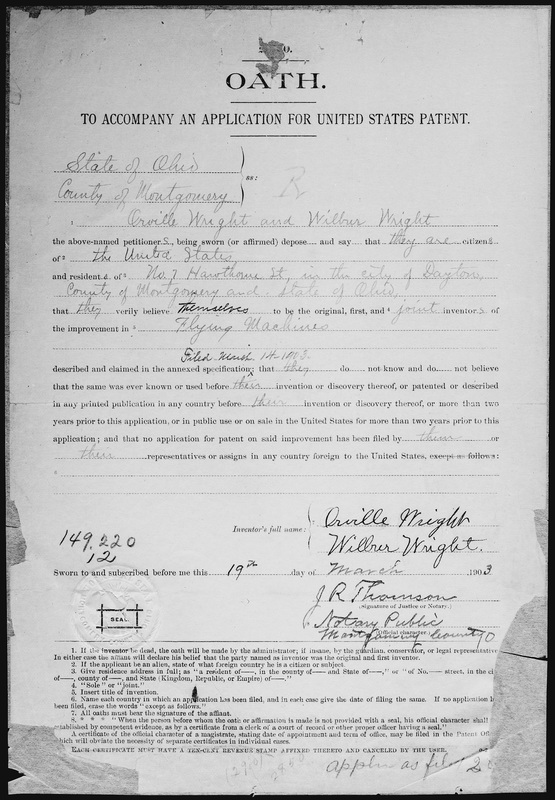 O.
OATH.
TO ACCOMPANY AN APPLICATION FOR UNITED STATES PATENT.
State of Ohio
County of Montgomery } ss:
Orville Wright and Wilbur Wright
the above-named petitioners, being sworn (or affirmed) depose and say that they are citizens
of the United States
and resident of No. 7 Hawthorne St. in the city of Dayton,
County of Montgomery and State of Ohio,
that they verily believe themselves to be the original, first, and joint inventors of
the improvement in Flying Machines
Filed March 14-1903
described and claimed in the annexed specification; that they do not know and do not believe
that the same was ever known or used before their invention or discovery thereof, or patented or described
in any printed publication in any country before their invention or discovery thereof, or more than two
years prior to this application, or in public use or on sale in the United States for more than two years prior to this
application; and that no application for patent on said improvement has been filed by them or
their representatives or assigns in any country foreign to the United States, except as follows:
Inventor's full name: { Orville Wright
Wilbur Wright.
149,220
12
Sworn to and subscribed before me this 19th day of March 1903
J R Thomson
(Signature of Justice or Notary.)
SEAL.
Notary Public
(Official character.)
Montgomery County O
1. If the inventor be dead, the oath will be made by the administrator; if insane, by the guardian, conservator, or legal representative.
In either case the affiant will declare his belief that the party named as inventor was the original and first inventor.
2. If the applicant be an alien, state of what foreign country he is a citizen or subject.
3. Give residence address in full; as "a resident of ——, in the county of —— and State of ——," or "of No. —— street, in the ci
of ——, county of ——, and State (Kingdom, Republic, or Empire) of ——."
4. "Sole" or "joint."
5. Insert title of invention.
6. Name each country in which an application has been filed, and in each case give the date of filing the same. If no application
been filed, erase the words "except as follows."
7. All oaths must bear the signature of the affiant.
8. * * * "When the person before whom the oath or affirmation is made is not provided with a seal, his official character shall
established by competent evidence, as by a certificate from a clerk of a court of record or other proper officer having a seal."
A certificate of the official character of a magistrate, stating date of appointment and term of office, may be filed in the Patent Off
which will obviate the necessity of separate certificates in individual cases.
EACH CERTIFICATE MUST HAVE A TEN-CENT REVENUE STAMP AFFIXED THERETO AND CANCELED BY THE USER.
appln as filed